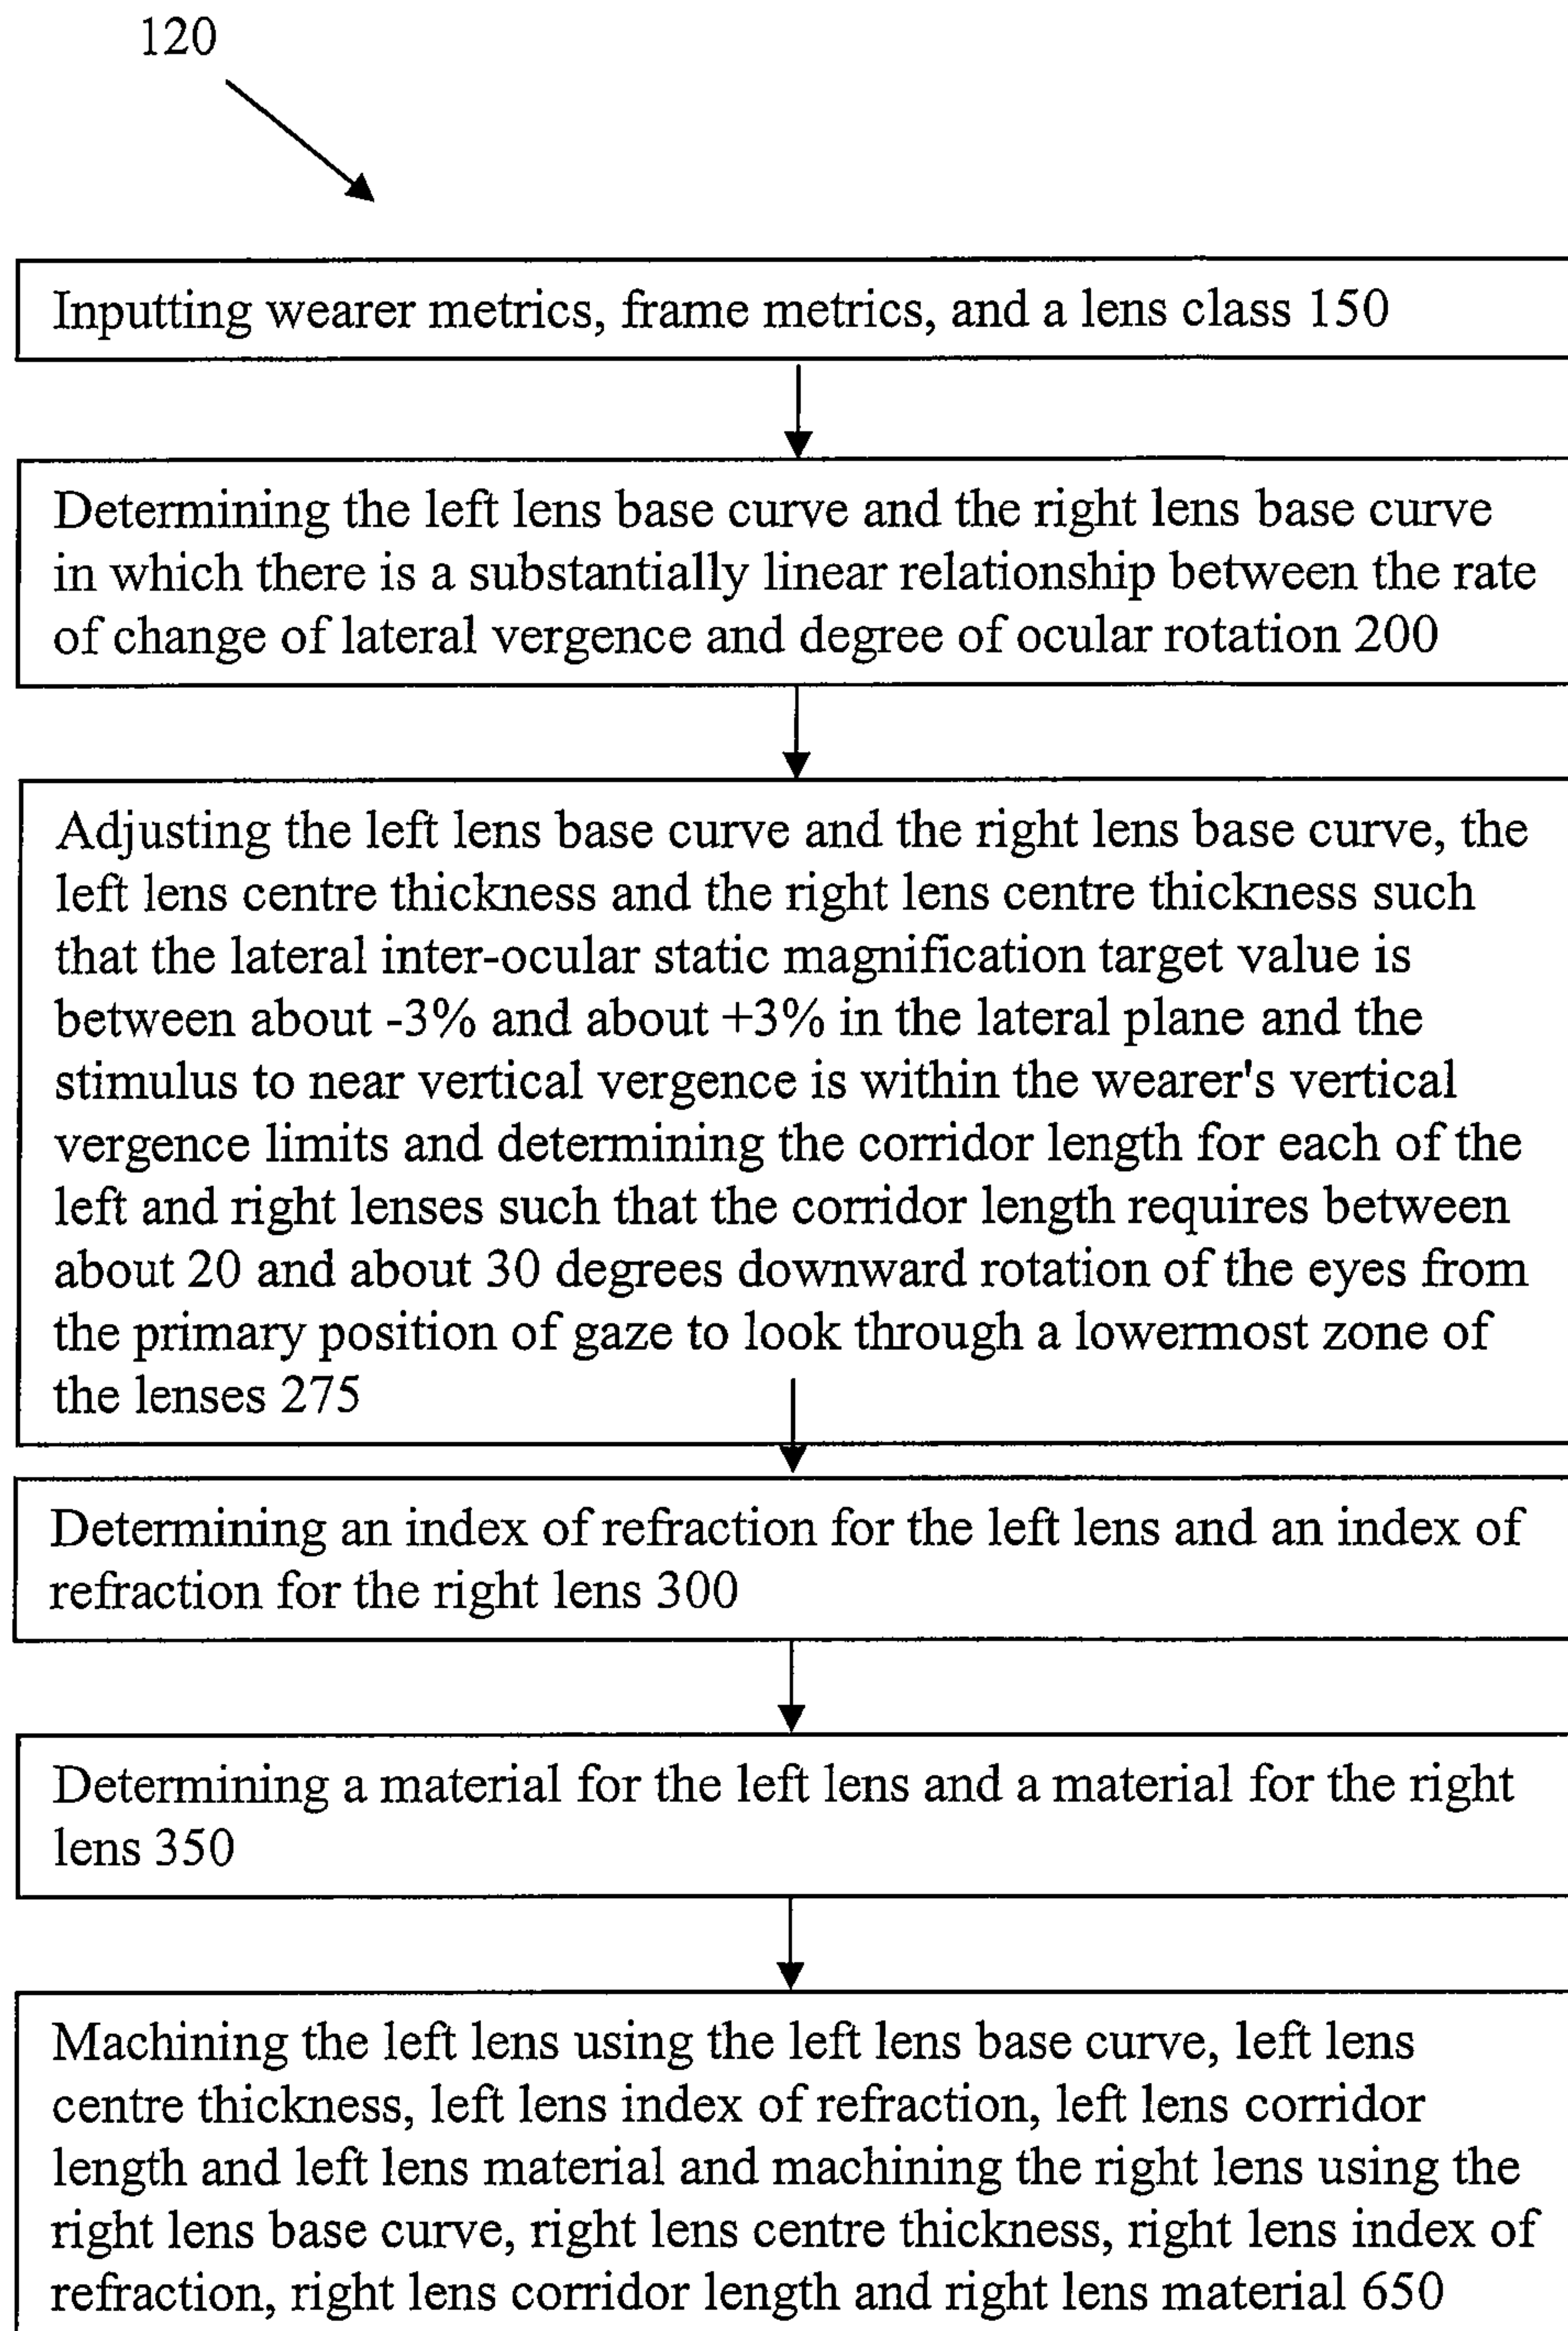 120
Inputting wearer metrics, frame metrics, and a lens class 150
Determining the left lens base curve and the right lens base curve
in which there is a substantially linear relationship between the rate
of change of lateral vergence and degree of ocular rotation 200
Adjusting the left lens base curve and the right lens base curve, the
left lens centre thickness and the right lens centre thickness such
that the lateral inter-ocular static magnification target value is
between about -3% and about +3% in the lateral plane and the
stimulus to near vertical vergence is within the wearer's vertical
vergence limits and determining the corridor length for each of the
left and right lenses such that the corridor length requires between
about 20 and about 30 degrees downward rotation of the eyes from
the primary position of gaze to look through a lowermost zone of
the lenses 275
Determining an index of refraction for the left lens and an index of
refraction for the right lens 300
Determining a material for the left lens and a material for the right
lens 350
Machining the left lens using the left lens base curve, left lens
centre thickness, left lens index of refraction, left lens corridor
length and left lens material and machining the right lens using the
right lens base curve, right lens centre thickness, right lens index of
refraction, right lens corridor length and right lens material 650